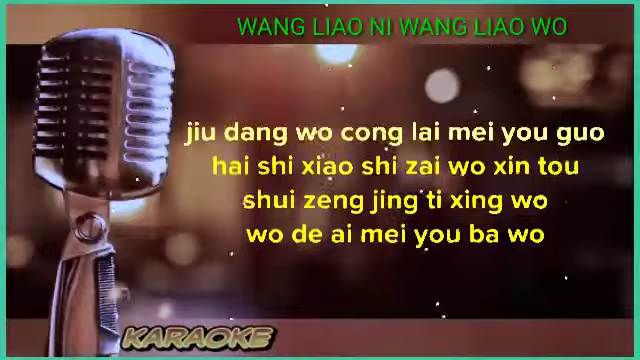 WANG LIAO NI WANG LIAO WO
jiu dang wo cong lai mei you guo
hai shi xiao shi zai wo xin tou
shui zeng jing ti xing wo
wo de ai mei you ba wo
KARAOKE